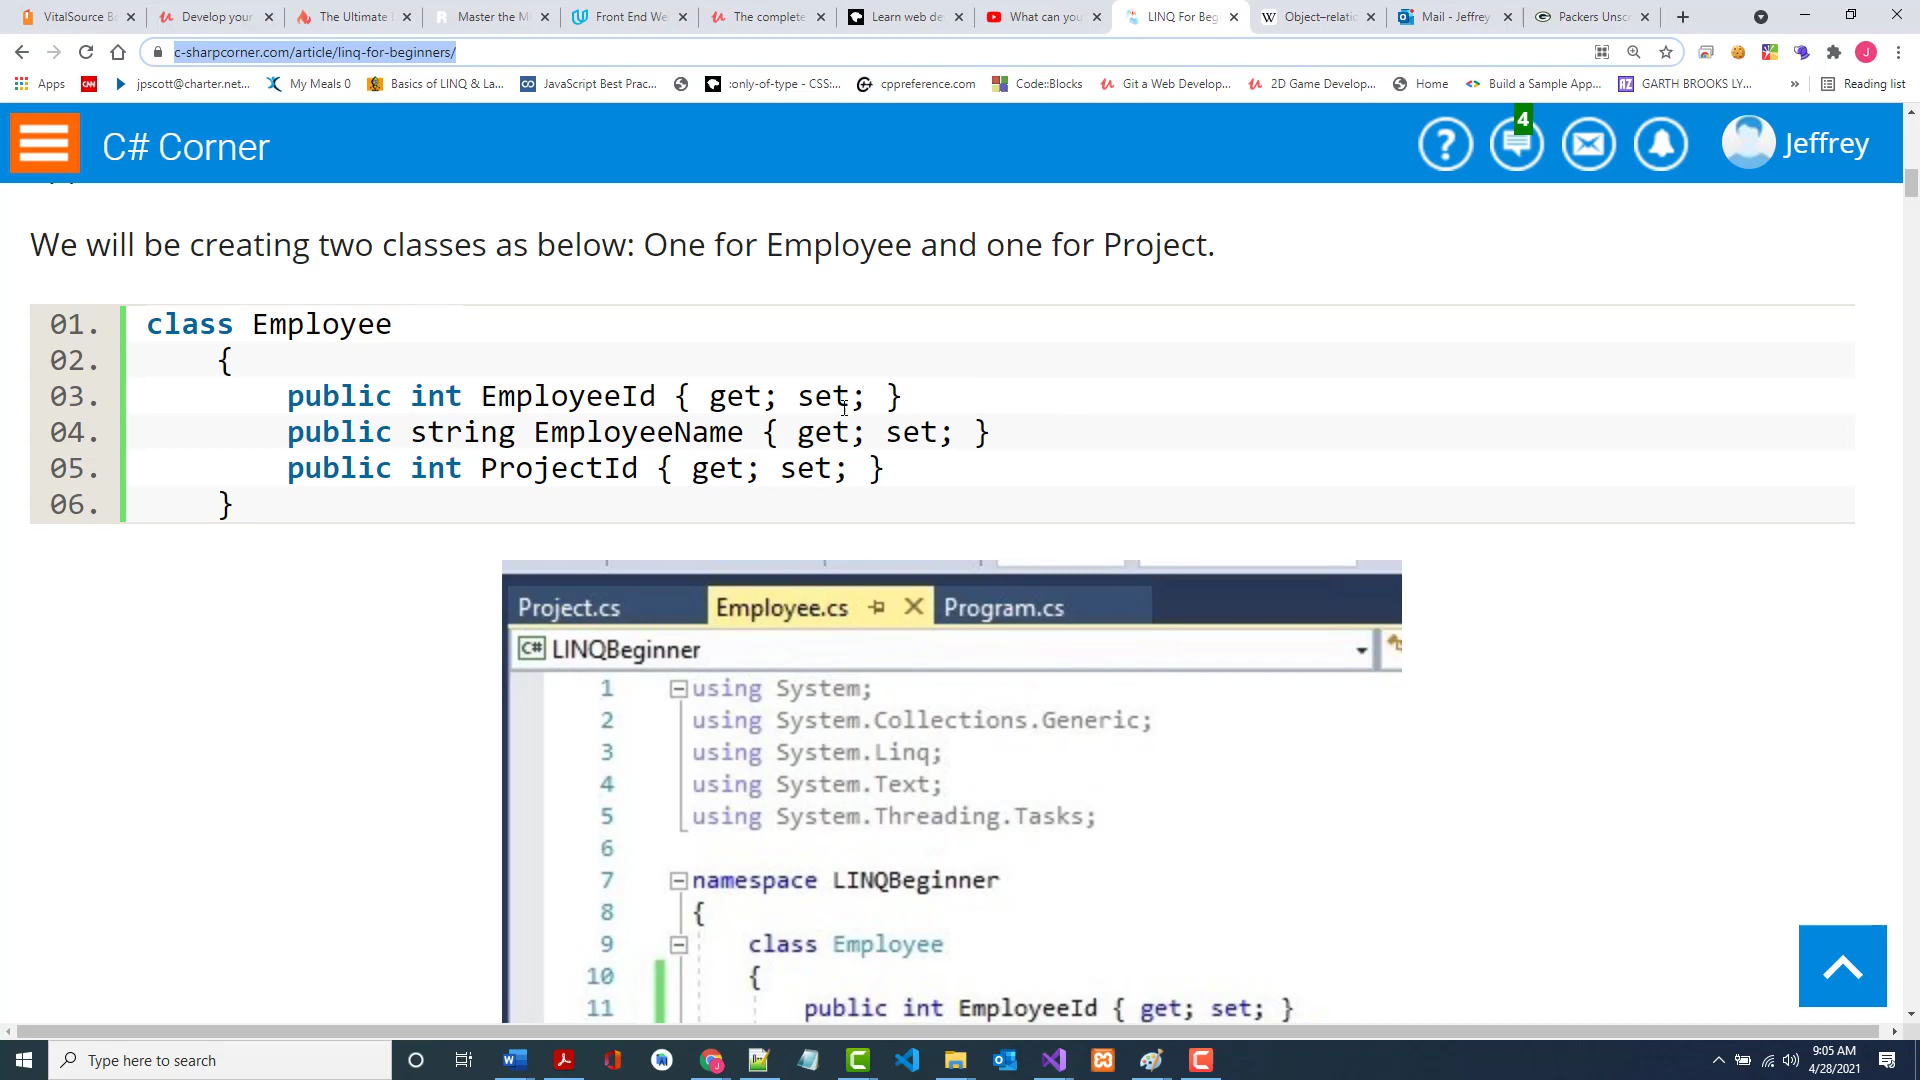 VitalSource Bo
Develop your
The Ultimate
Master the M
Front End We
The complete
Learn web de
What can you
LINQ For Beg
Object–relatio
Mail - Jeffrey
Packers Unsc
c-sharpcorner.com/article/linq-for-beginners/
Apps
CNN
jpscott@charter.net...
My Meals 0
Basics of LINQ & La...
JavaScript Best Prac...
:only-of-type - CSS:...
cppreference.com
Code::Blocks
Git a Web Develop...
2D Game Develop...
Home
Build a Sample App...
GARTH BROOKS LY...
»
Reading list
C# Corner
4
Jeffrey
We will be creating two classes as below: One for Employee and one for Project.
01. class Employee
02. {
03. public int EmployeeId { get; set; }
04. public string EmployeeName { get; set; }
05. public int ProjectId { get; set; }
06. }
Project.cs
Employee.cs
Program.cs
C# LINQBeginner
1 using System;
2 using System.Collections.Generic;
3 using System.Linq;
4 using System.Text;
5 using System.Threading.Tasks;
6
7 namespace LINQBeginner
8 {
9 class Employee
10 {
11 public int EmployeeId { get; set; }
Type here to search
9:05 AM
4/28/2021